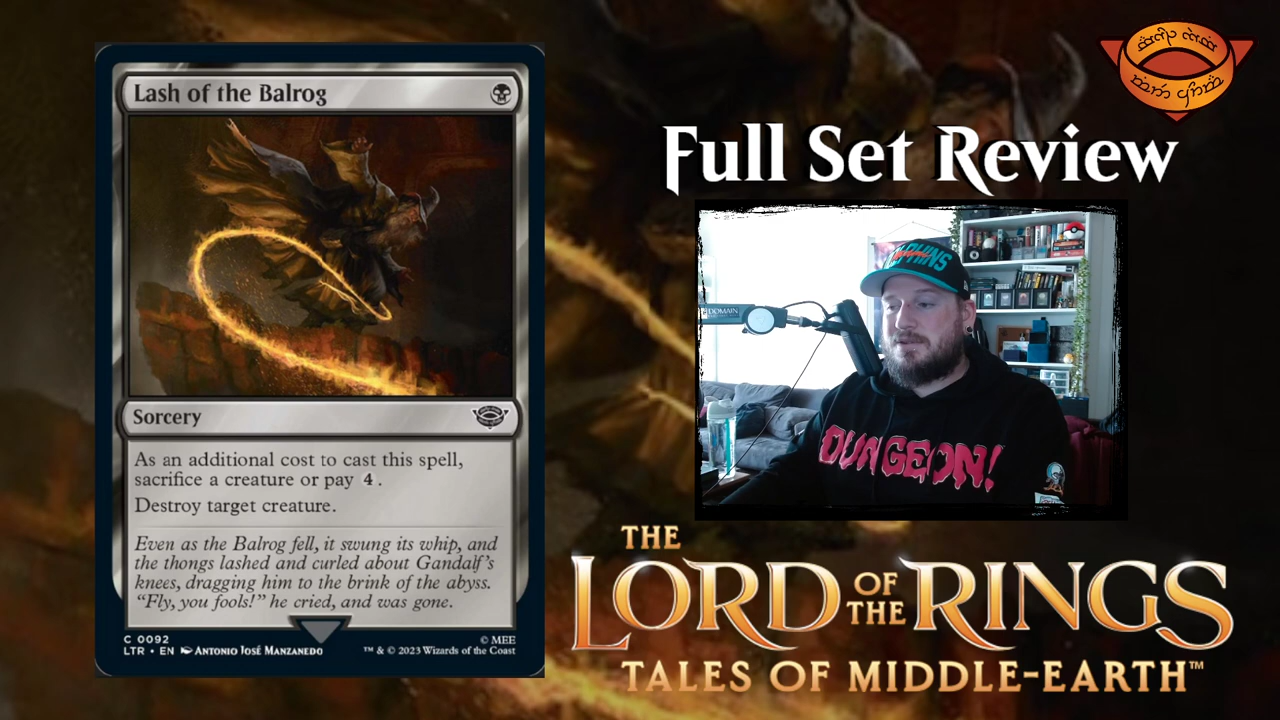 Lash of the Balrog
Sorcery
As an additional cost to cast this spell,
sacrifice a creature or pay 4.
Destroy target creature.
Even as the Balrog fell, it swung its whip, and
the thongs lashed and curled about Gandalf's
knees, dragging him to the brink of the abyss.
"Fly, you fools!" he cried, and was gone.
C 0092
LTR • EN Antonio José Manzanedo
© MEE
™ & © 2023 Wizards of the Coast
Full Set Review
DOMAIN
DUNGEON!
THE
LORD OF THE RINGS
TALES OF MIDDLE-EARTH™